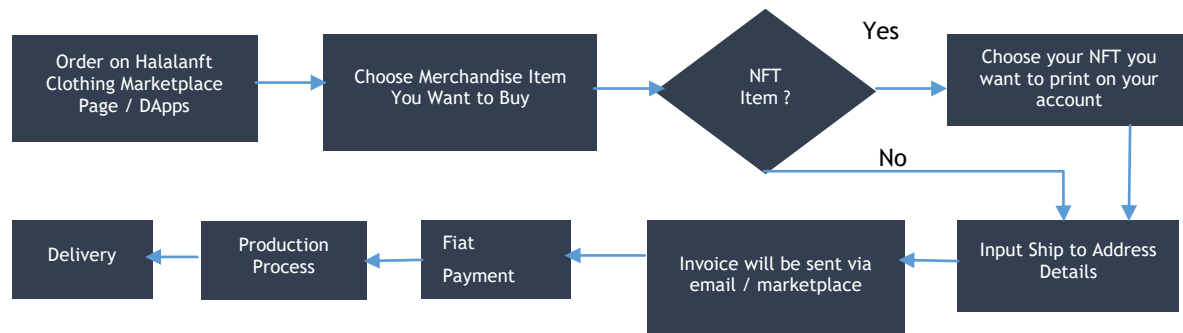 Order on Halalanft
Clothing Marketplace
Page / DApps
Choose Merchandise Item
You Want to Buy
NFT
Item ?
Yes
Choose your NFT you
want to print on your
account
No
Input Ship to Address
Details
Invoice will be sent via
email / marketplace
Fiat
Payment
Production
Process
Delivery